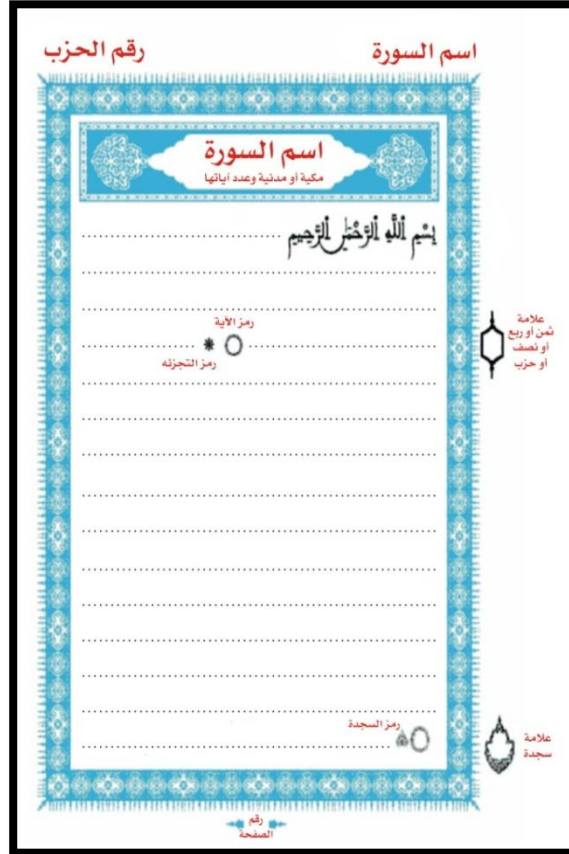 اسم السورة
رقم الحزب
اسم السورة
مكية أو مدنية وعدد آياتها
بسم الله الرحمن الرحيم
علامة
ثمن أو ربع
أو نصف
أو حزب
رمز الآية
رمز التجزئه
رمز السجدة
علامة
سجدة
رقم
الصفحة